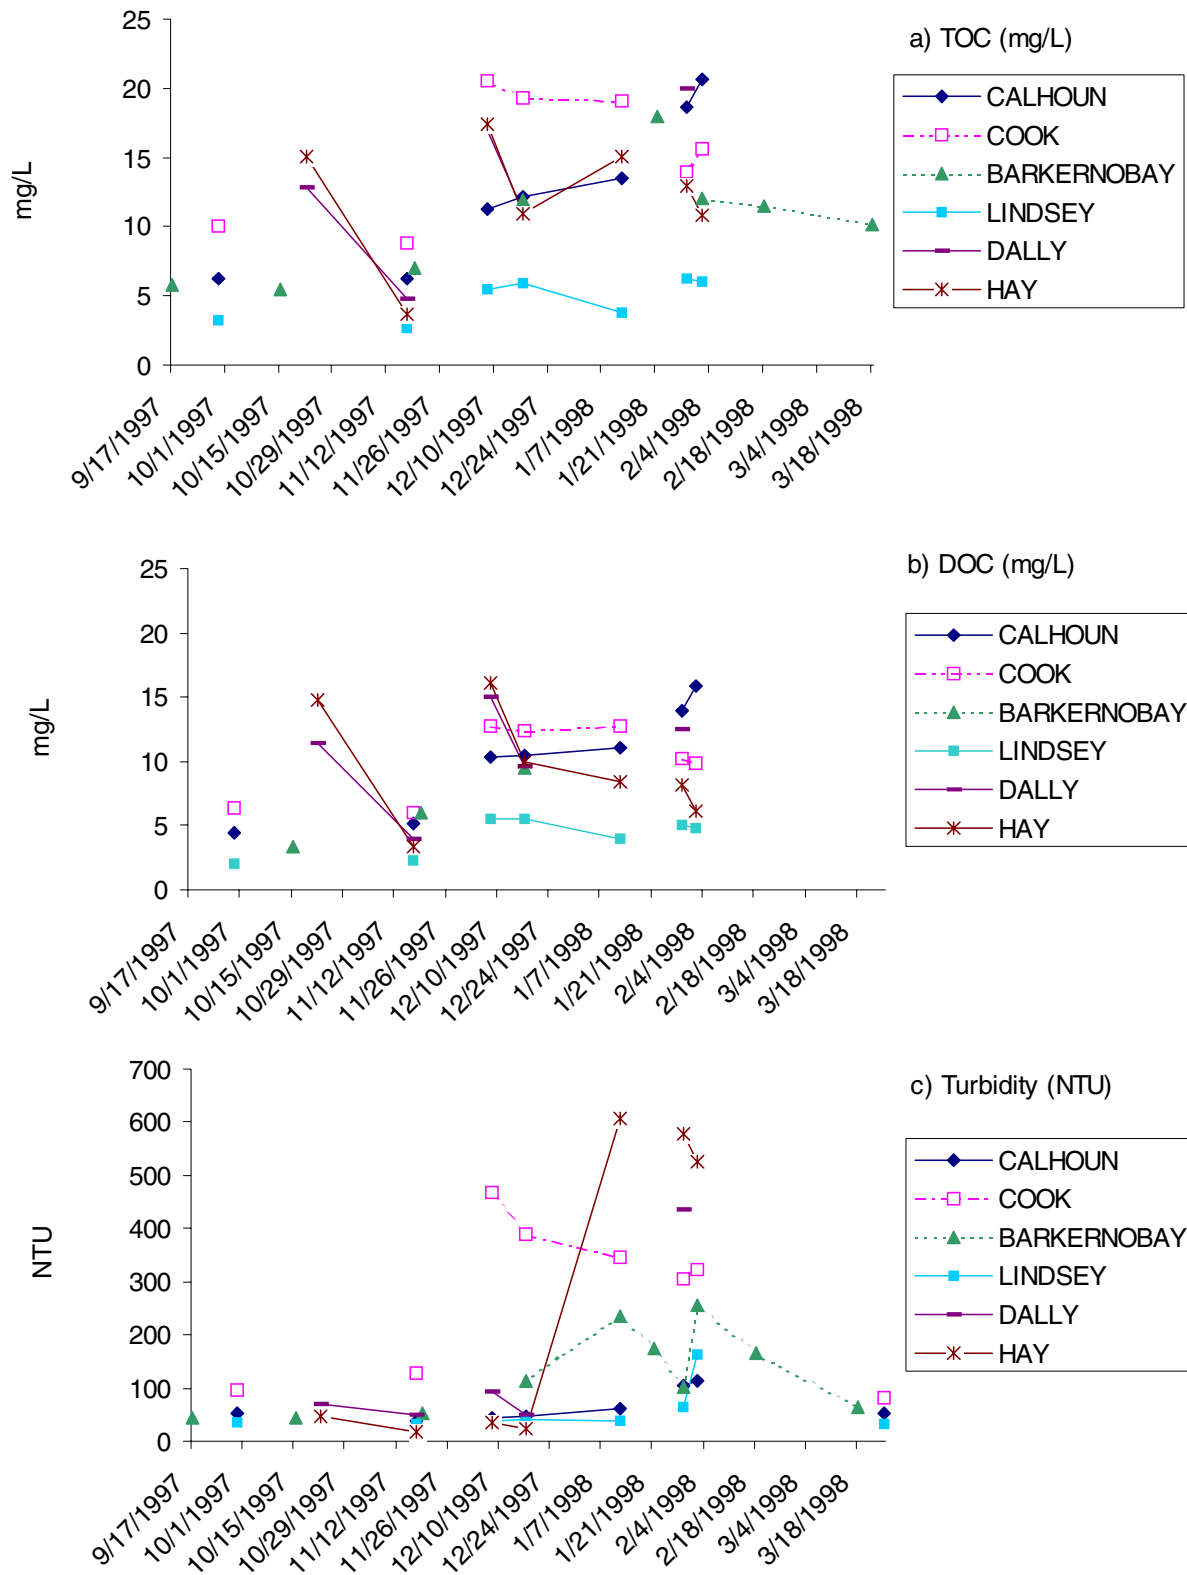 a) TOC (mg/L)
mg/L
25
20
15
10
5
0
9/17/1997
10/1/1997
10/15/1997
10/29/1997
11/12/1997
11/26/1997
12/10/1997
12/24/1997
1/7/1998
1/21/1998
2/4/1998
2/18/1998
3/4/1998
3/18/1998
CALHOUN
COOK
BARKERNOBAY
LINDSEY
DALLY
HAY
b) DOC (mg/L)
mg/L
25
20
15
10
5
0
9/17/1997
10/1/1997
10/15/1997
10/29/1997
11/12/1997
11/26/1997
12/10/1997
12/24/1997
1/7/1998
1/21/1998
2/4/1998
2/18/1998
3/4/1998
3/18/1998
CALHOUN
COOK
BARKERNOBAY
LINDSEY
DALLY
HAY
c) Turbidity (NTU)
NTU
700
600
500
400
300
200
100
0
9/17/1997
10/1/1997
10/15/1997
10/29/1997
11/12/1997
11/26/1997
12/10/1997
12/24/1997
1/7/1998
1/21/1998
2/4/1998
2/18/1998
3/4/1998
3/18/1998
CALHOUN
COOK
BARKERNOBAY
LINDSEY
DALLY
HAY